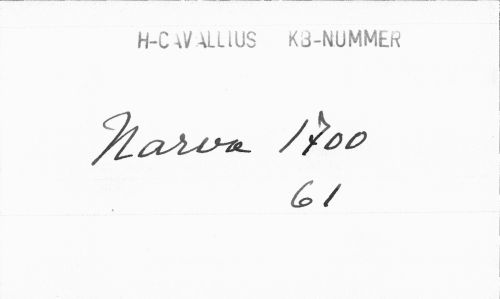 H-CAVALLIUS KB-NUMMER
Narva 1700
61